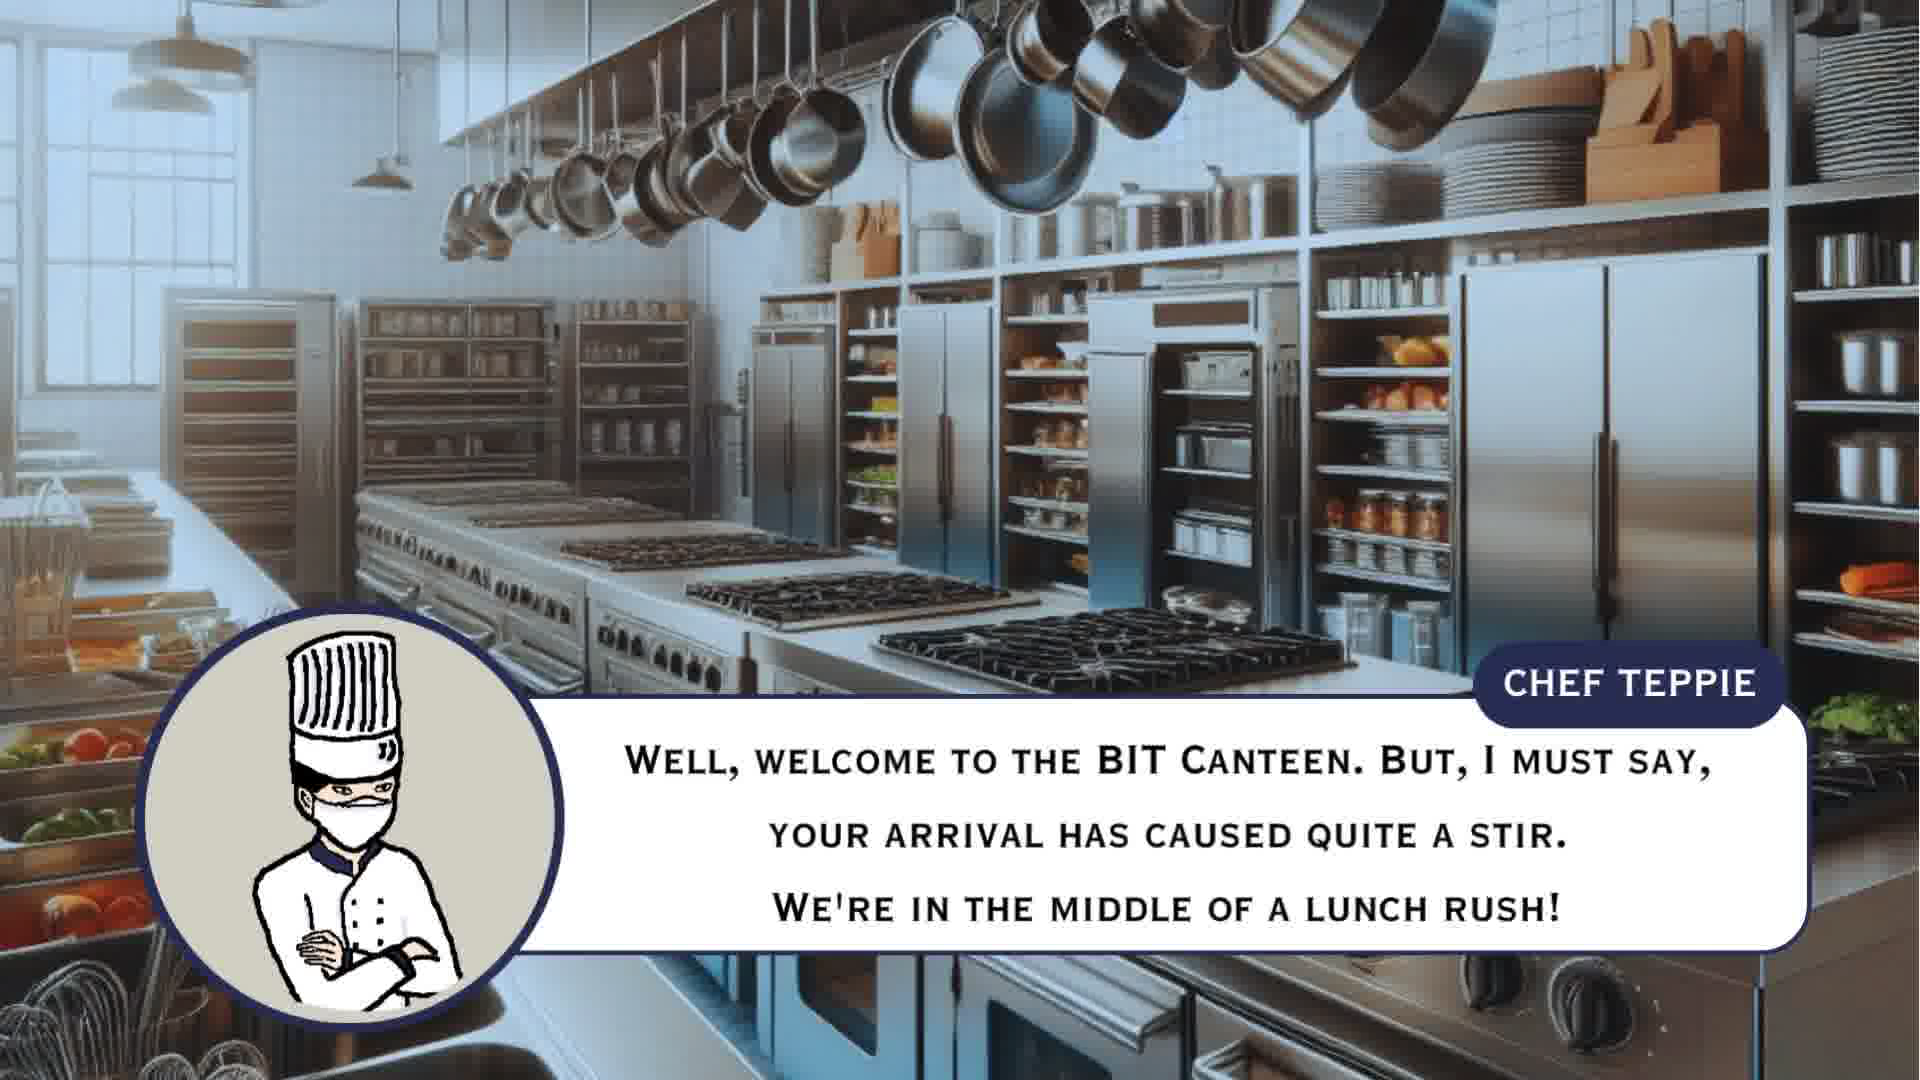 CHEF TEPPIE
Well, welcome to the BIT Canteen. But, I must say,
your arrival has caused quite a stir.
We're in the middle of a lunch rush!